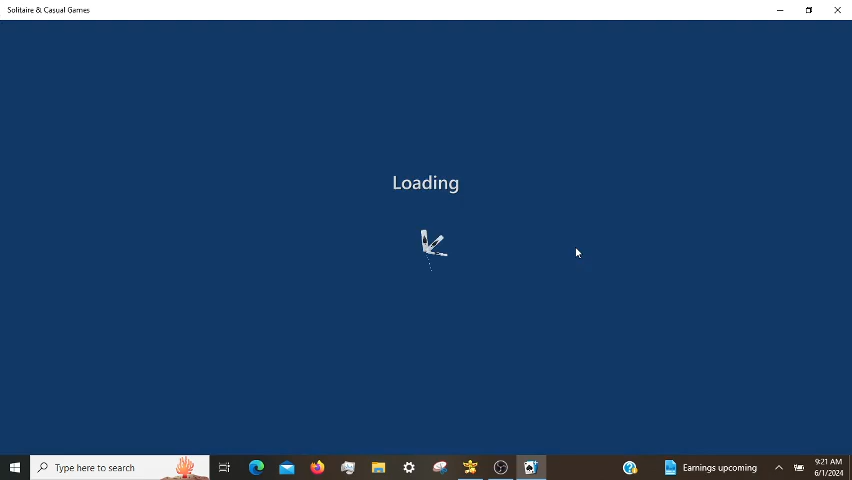 Solitaire & Casual Games
Loading
Type here to search
Earnings upcoming
9:21 AM
6/1/2024